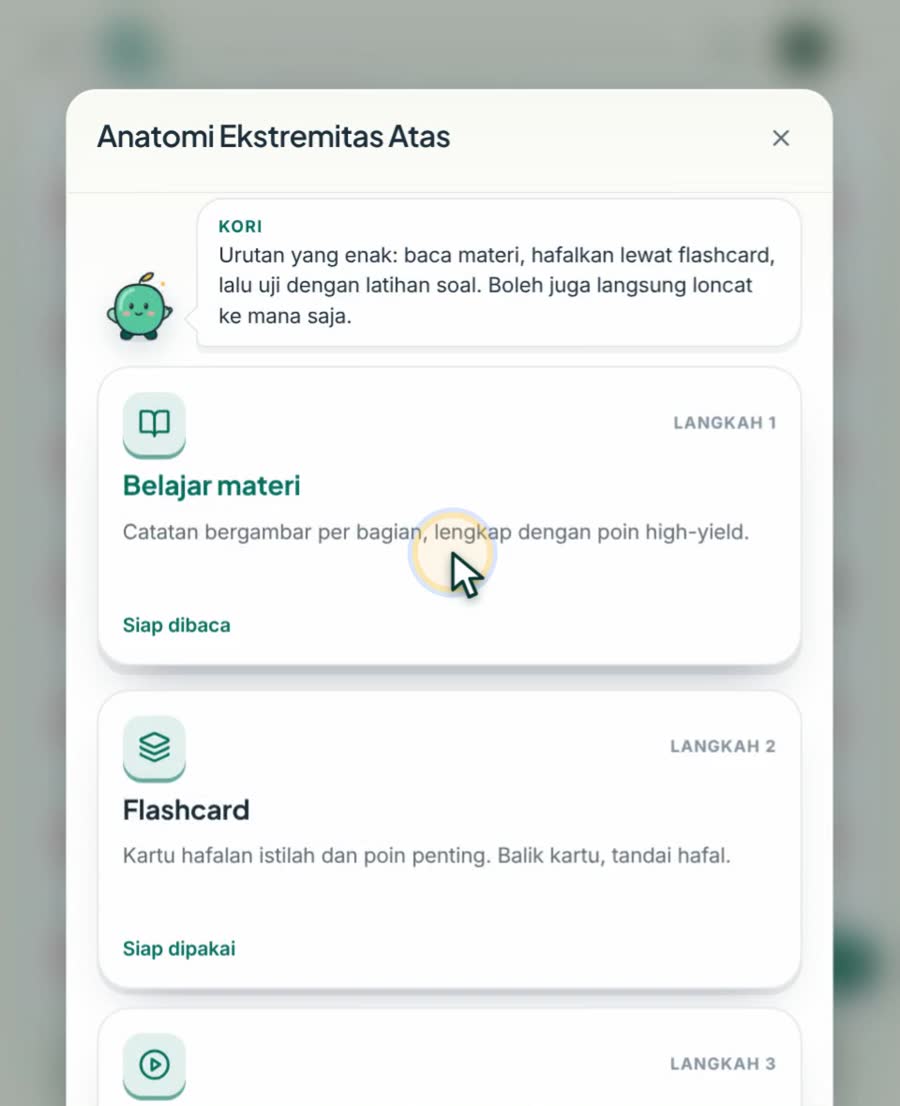 Anatomi Ekstremitas Atas
KORI
Urutan yang enak: baca materi, hafalkan lewat flashcard,
lalu uji dengan latihan soal. Boleh juga langsung loncat
ke mana saja.
LANGKAH 1
Belajar materi
Catatan bergambar per bagian, lengkap dengan poin high-yield.
Siap dibaca
LANGKAH 2
Flashcard
Kartu hafalan istilah dan poin penting. Balik kartu, tandai hafal.
Siap dipakai
LANGKAH 3